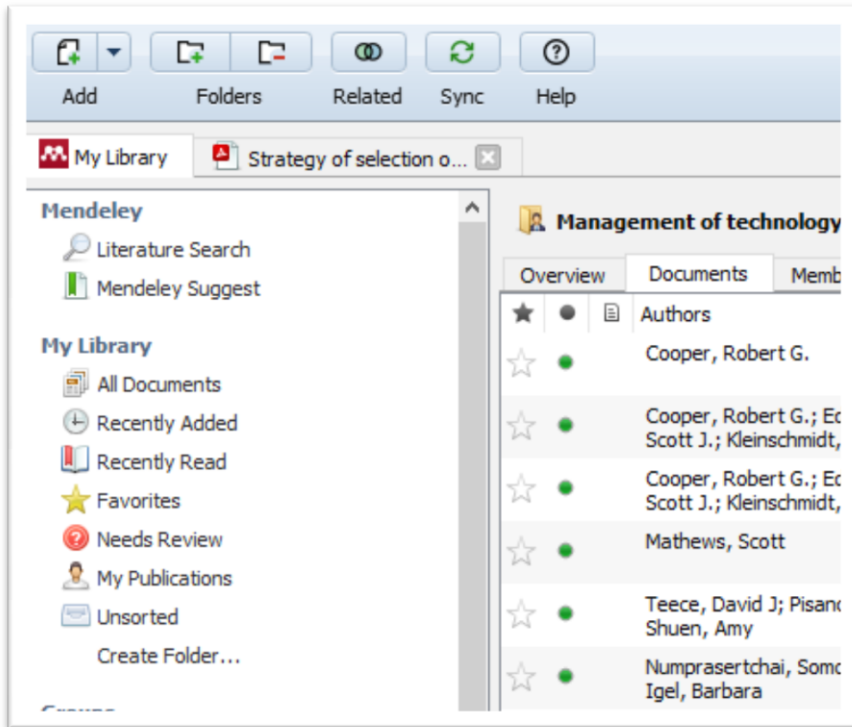 Add Folders Related Sync Help
My Library Strategy of selection o...
Mendeley
Literature Search
Mendeley Suggest
My Library
All Documents
Recently Added
Recently Read
Favorites
Needs Review
My Publications
Unsorted
Create Folder...
Management of technology
Overview Documents Memb
Authors
Cooper, Robert G.
Cooper, Robert G.; Ed
Scott J.; Kleinschmidt,
Cooper, Robert G.; Ed
Scott J.; Kleinschmidt,
Mathews, Scott
Teece, David J; Pisano
Shuen, Amy
Numprasertchai, Somc
Igel, Barbara